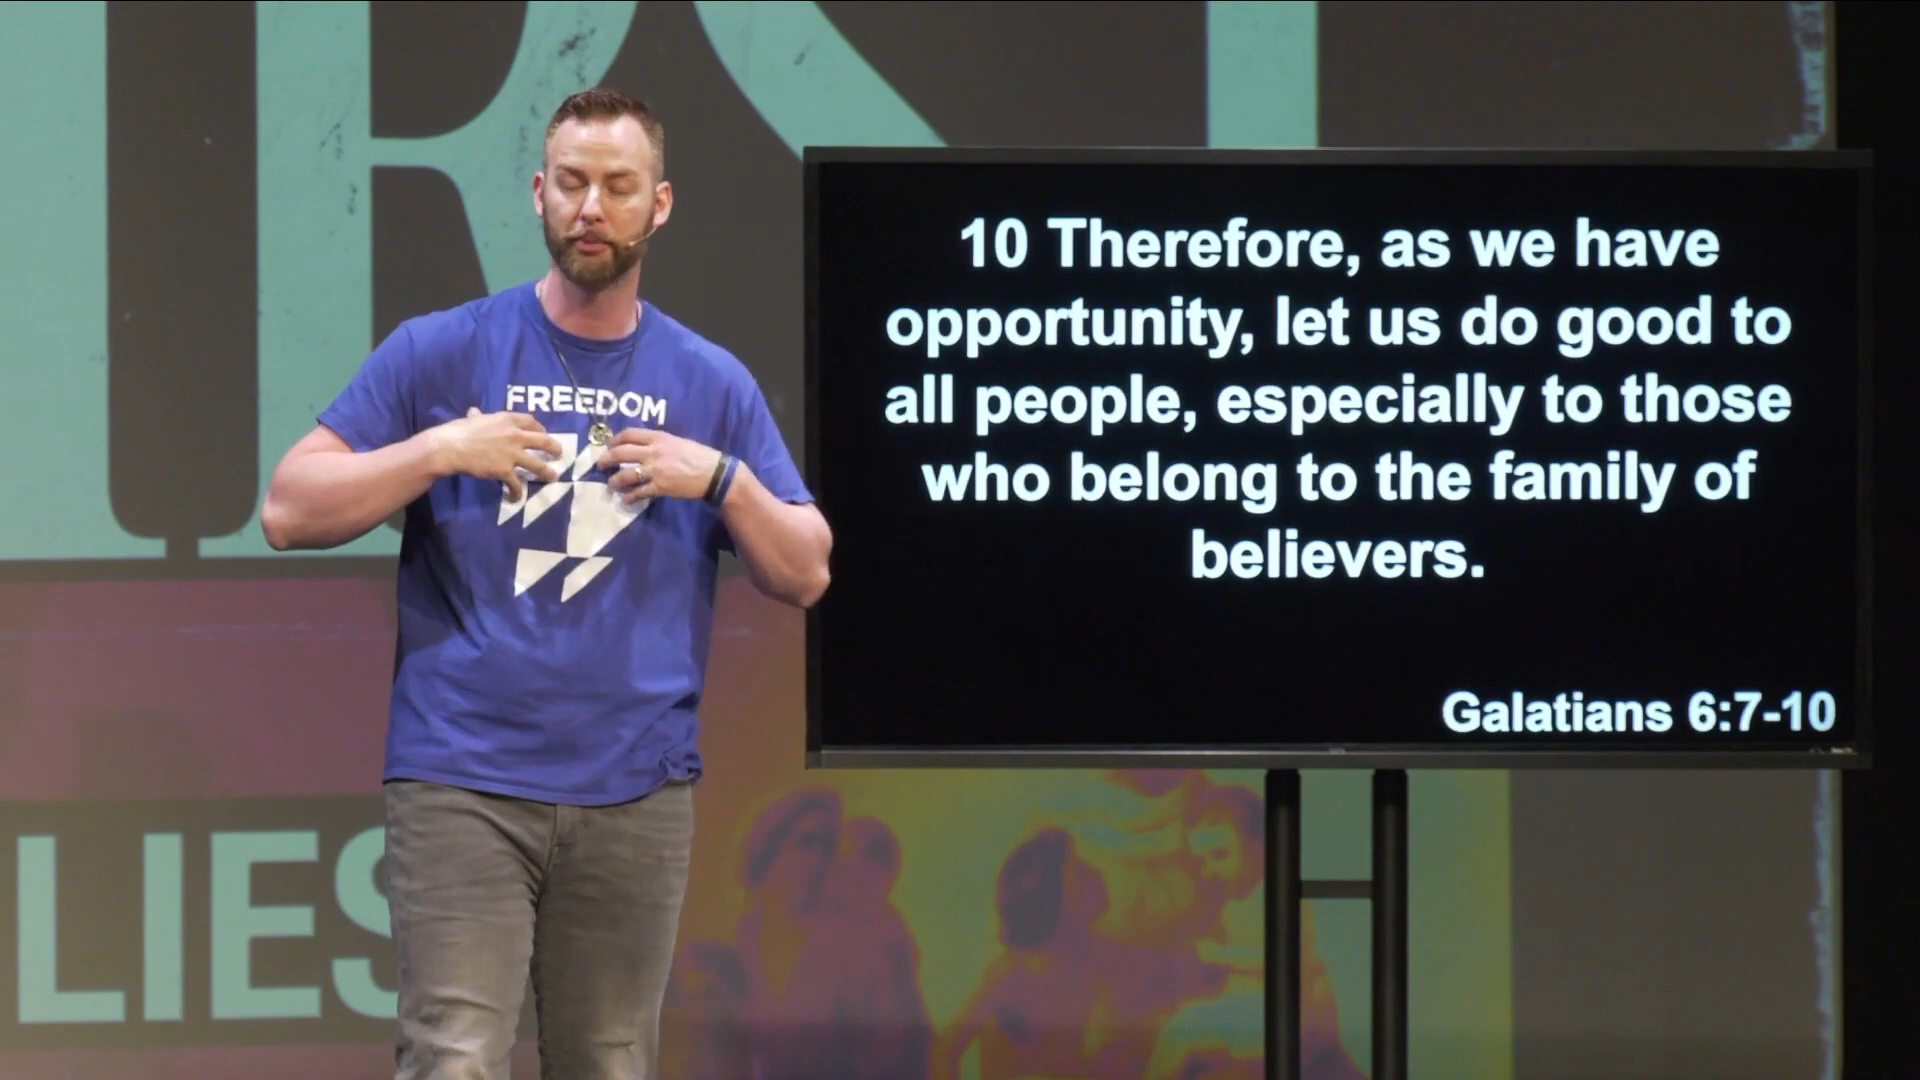 FREEDOM
10 Therefore, as we have
opportunity, let us do good to
all people, especially to those
who belong to the family of
believers.
Galatians 6:7-10
LIES